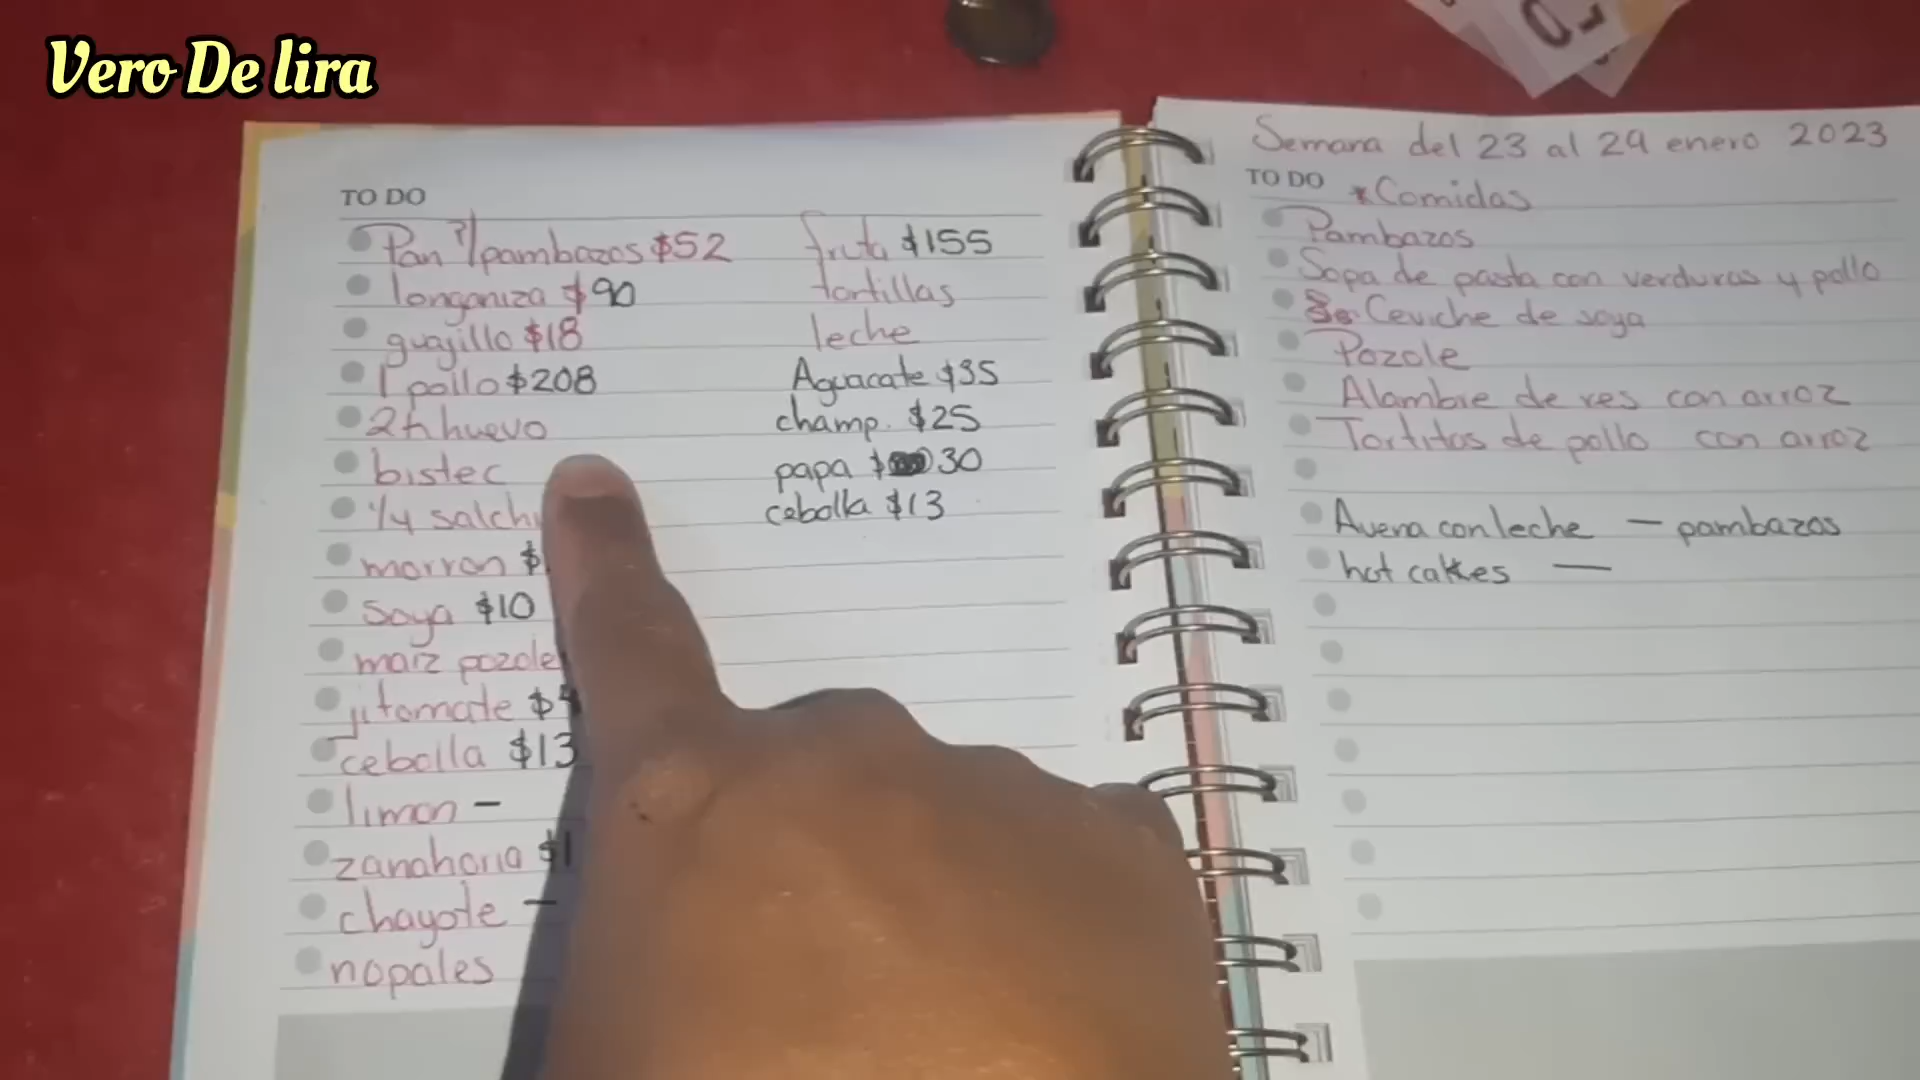 Vero De lira
TO DO
Pan p/pambazos $52
longaniza $90
guajillo $18
1 pollo $208
huevo
bistec
1/4 salch
morron $
soya $10
maiz pozole
jitomate $
cebolla $13
limon -
zanahoria $1
chayote -
nopales
fruta $155
tortillas
leche
Aguacate $35
champ. $25
papa $ 30
cebolla $13
Semana del 23 al 29 enero 2023
TO DO *Comidas
Pambazos
Sopa de pasta con verduras y pollo
Ceviche de soya
Pozole
Alambre de res con arroz
Tortitas de pollo con arroz
Avena con leche — pambazos
hot cakes —